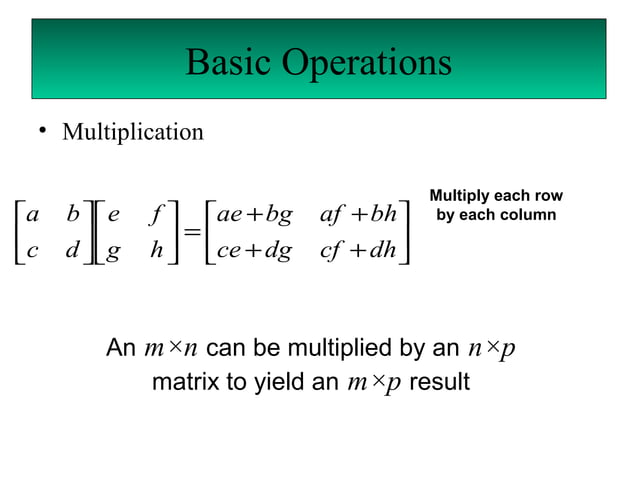 Basic Operations
• Multiplication
[a b; c d][e f; g h] = [ae+bg af+bh; ce+dg cf+dh]
Multiply each row
by each column
An m×n can be multiplied by an n×p
matrix to yield an m×p result